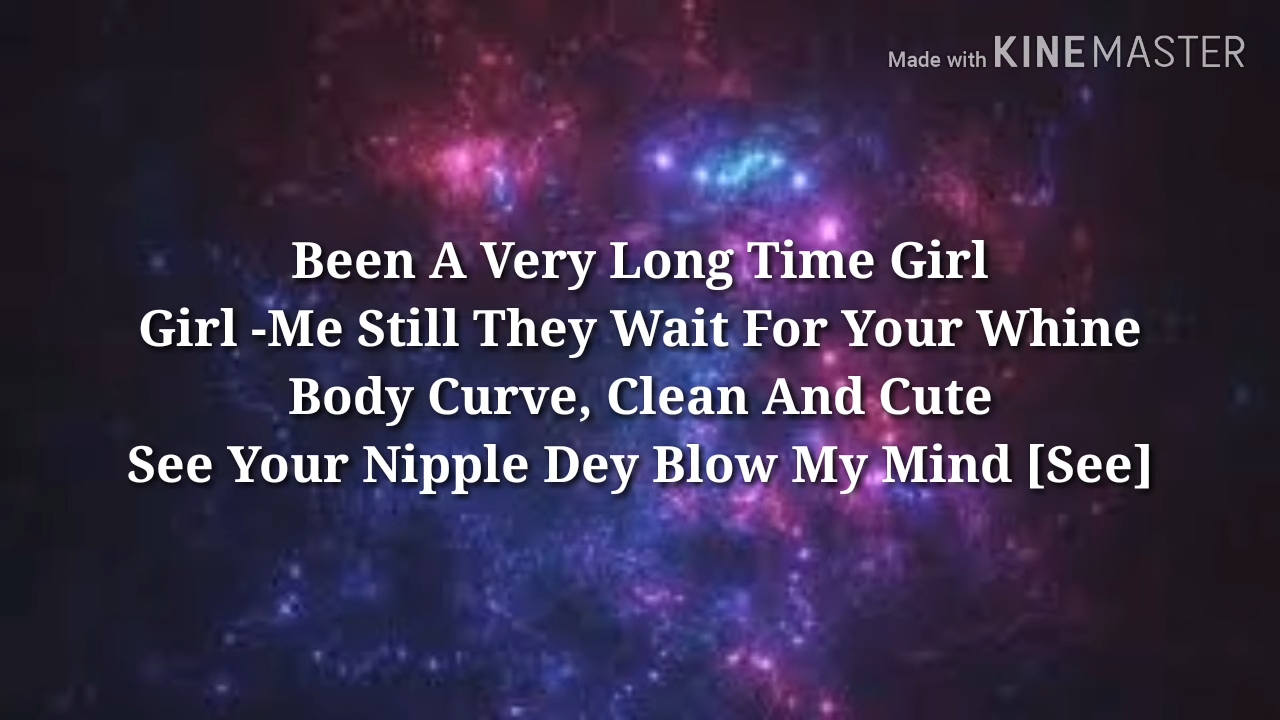 Made with KINEMASTER
Been A Very Long Time Girl
Girl -Me Still They Wait For Your Whine
Body Curve, Clean And Cute
See Your Nipple Dey Blow My Mind [See]